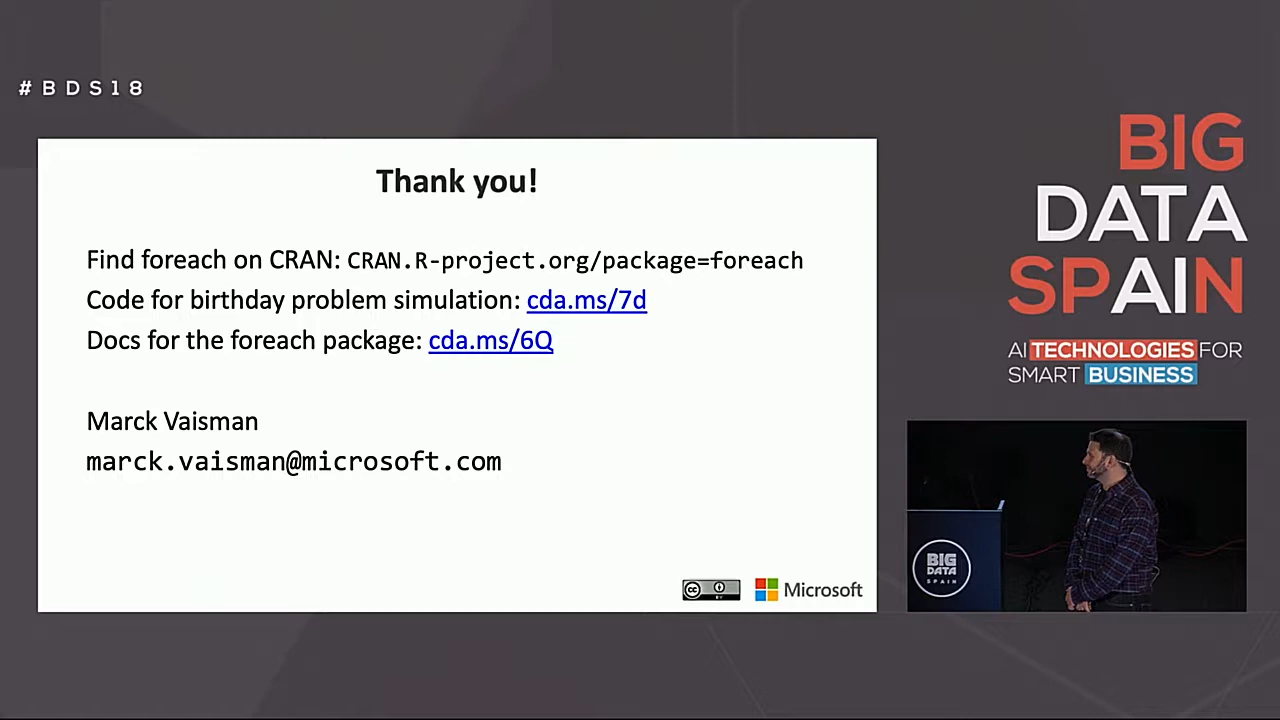 #BDS18
Thank you!
Find foreach on CRAN: CRAN.R-project.org/package=foreach
Code for birthday problem simulation: cda.ms/7d
Docs for the foreach package: cda.ms/6Q
Marck Vaisman
marck.vaisman@microsoft.com
cc BY
Microsoft
BIG
DATA
SPAIN
AI TECHNOLOGIES FOR
SMART BUSINESS
BIG
DATA
SPAIN